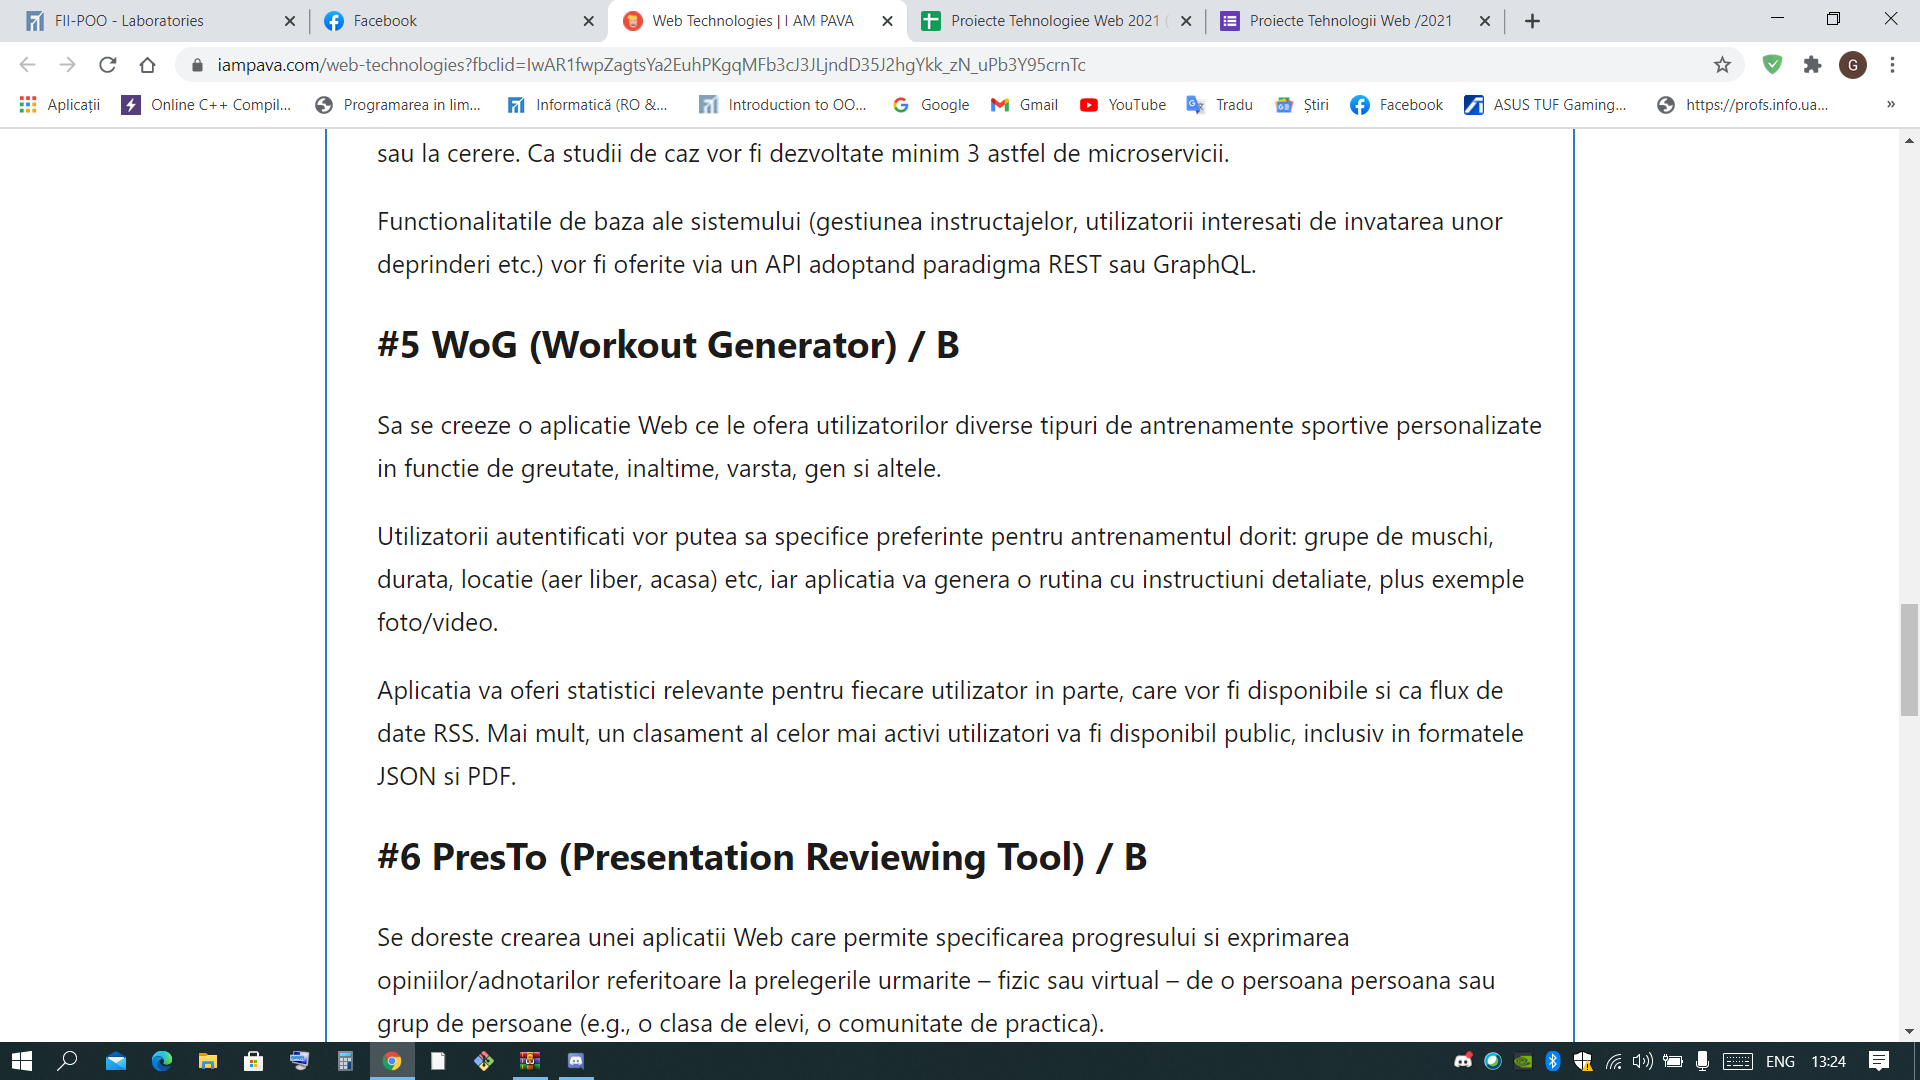 FII-POO - Laboratories
Facebook
Web Technologies | I AM PAVA
Proiecte Tehnologiee Web 2021 (
Proiecte Tehnologii Web /2021
iampava.com/web-technologies?fbclid=IwAR1fwpZagtsYa2EuhPKgqMFb3cJ3JLjndD35J2hgYkk_zN_uPb3Y95crnTc
G
Aplicații
Online C++ Compil...
Programarea in lim...
Informatică (RO &...
Introduction to OO...
Google
Gmail
YouTube
Tradu
Știri
Facebook
ASUS TUF Gaming...
https://profs.info.ua...
»
sau la cerere. Ca studii de caz vor fi dezvoltate minim 3 astfel de microservicii.
Functionalitatile de baza ale sistemului (gestiunea instructajelor, utilizatorii interesati de invatarea unor
deprinderi etc.) vor fi oferite via un API adoptand paradigma REST sau GraphQL.
#5 WoG (Workout Generator) / B
Sa se creeze o aplicatie Web ce le ofera utilizatorilor diverse tipuri de antrenamente sportive personalizate
in functie de greutate, inaltime, varsta, gen si altele.
Utilizatorii autentificati vor putea sa specifice preferinte pentru antrenamentul dorit: grupe de muschi,
durata, locatie (aer liber, acasa) etc, iar aplicatia va genera o rutina cu instructiuni detaliate, plus exemple
foto/video.
Aplicatia va oferi statistici relevante pentru fiecare utilizator in parte, care vor fi disponibile si ca flux de
date RSS. Mai mult, un clasament al celor mai activi utilizatori va fi disponibil public, inclusiv in formatele
JSON si PDF.
#6 PresTo (Presentation Reviewing Tool) / B
Se doreste crearea unei aplicatii Web care permite specificarea progresului si exprimarea
opiniilor/adnotarilor referitoare la prelegerile urmarite – fizic sau virtual – de o persoana persoana sau
grup de persoane (e.g., o clasa de elevi, o comunitate de practica).
ENG
13:24